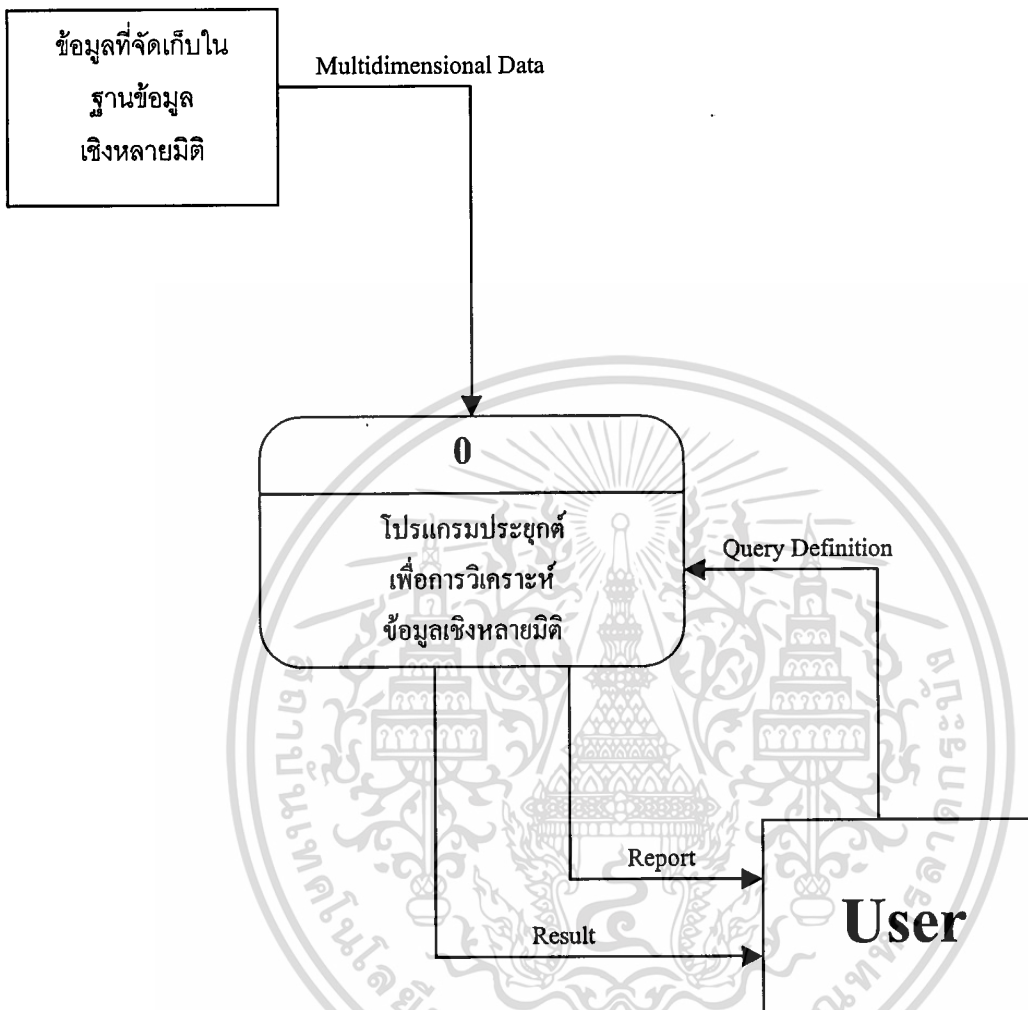 ข้อมูลที่จัดเก็บใน
ฐานข้อมูล
เชิงหลายมิติ
Multidimensional Data
0
โปรแกรมประยุกต์
เพื่อการวิเคราะห์
ข้อมูลเชิงหลายมิติ
Query Definition
Report
Result
User